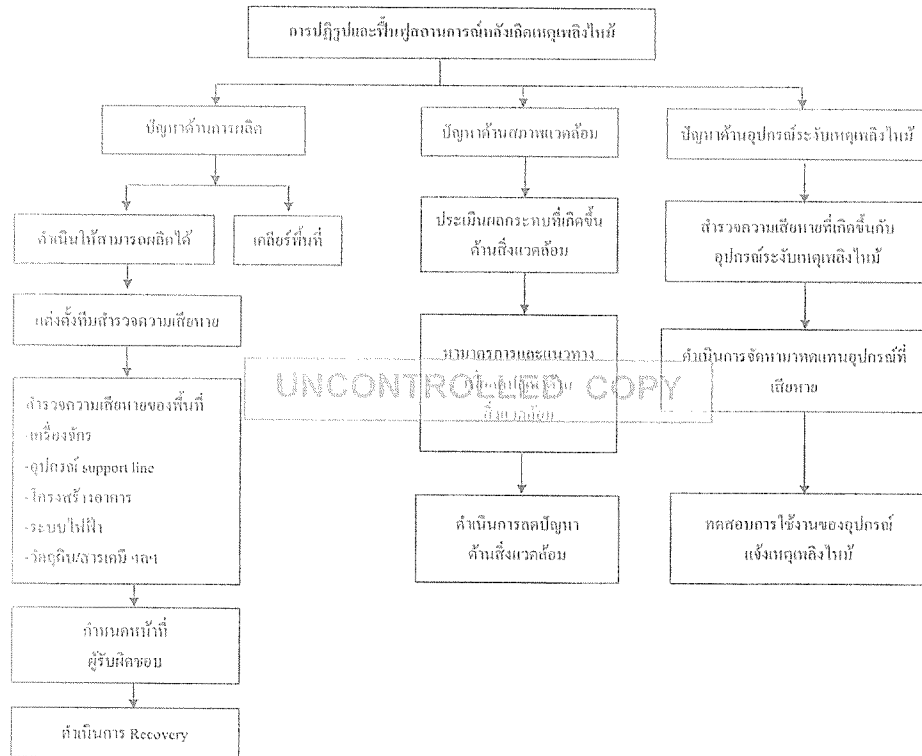 การปฏิรูปและฟื้นฟูสถานการณ์หลังเกิดเหตุเพลิงไหม้
ปัญหาด้านการผลิต
ปัญหาด้านสภาพแวดล้อม
ปัญหาด้านอุปกรณ์ระงับเหตุเพลิงไหม้
ดำเนินให้สามารถผลิตได้
เคลียร์พื้นที่
ประเมินผลกระทบที่เกิดขึ้น
ด้านสิ่งแวดล้อม
สำรวจความเสียหายที่เกิดขึ้นกับ
อุปกรณ์ระงับเหตุเพลิงไหม้
แต่งตั้งทีมสำรวจความเสียหาย
หามาตรการและแนวทาง
สิ่งแวดล้อม
ดำเนินการจัดหามาทดแทนอุปกรณ์ที่
เสียหาย
UNCONTROLLED COPY
สำรวจความเสียหายของพื้นที่
-เครื่องจักร
-อุปกรณ์ support line
-โครงสร้างอาคาร
-ระบบไฟฟ้า
-วัตถุดิบ/สารเคมี ฯลฯ
ดำเนินการลดปัญหา
ด้านสิ่งแวดล้อม
ทดสอบการใช้งานของอุปกรณ์
แจ้งเหตุเพลิงไหม้
กำหนดหน้าที่
ผู้รับผิดชอบ
ดำเนินการ Recovery